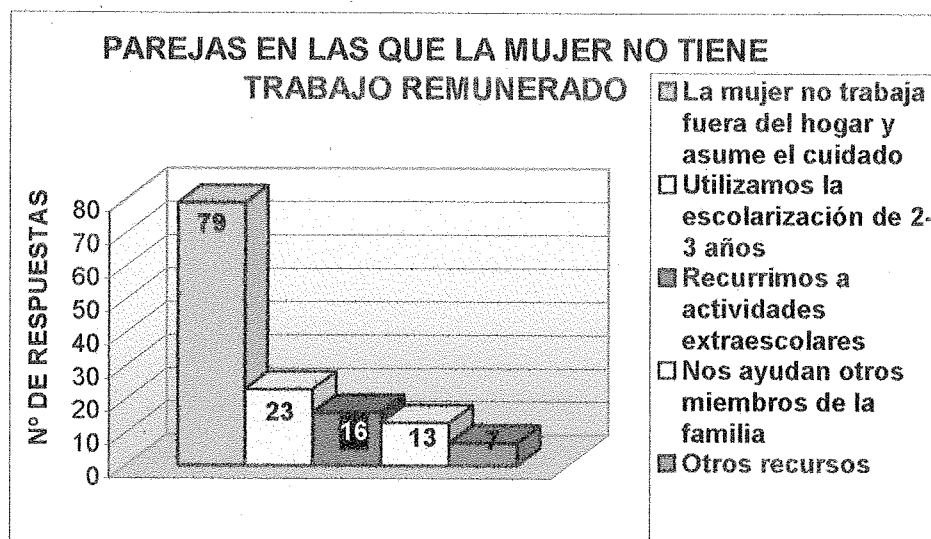 PAREJAS EN LAS QUE LA MUJER NO TIENE
TRABAJO REMUNERADO
Nº DE RESPUESTAS
80
70
60
50
40
30
20
10
0
79
23
16
13
7
La mujer no trabaja
fuera del hogar y
asume el cuidado
Utilizamos la
escolarización de 2-
3 años
Recurrimos a
actividades
extraescolares
Nos ayudan otros
miembros de la
familia
Otros recursos